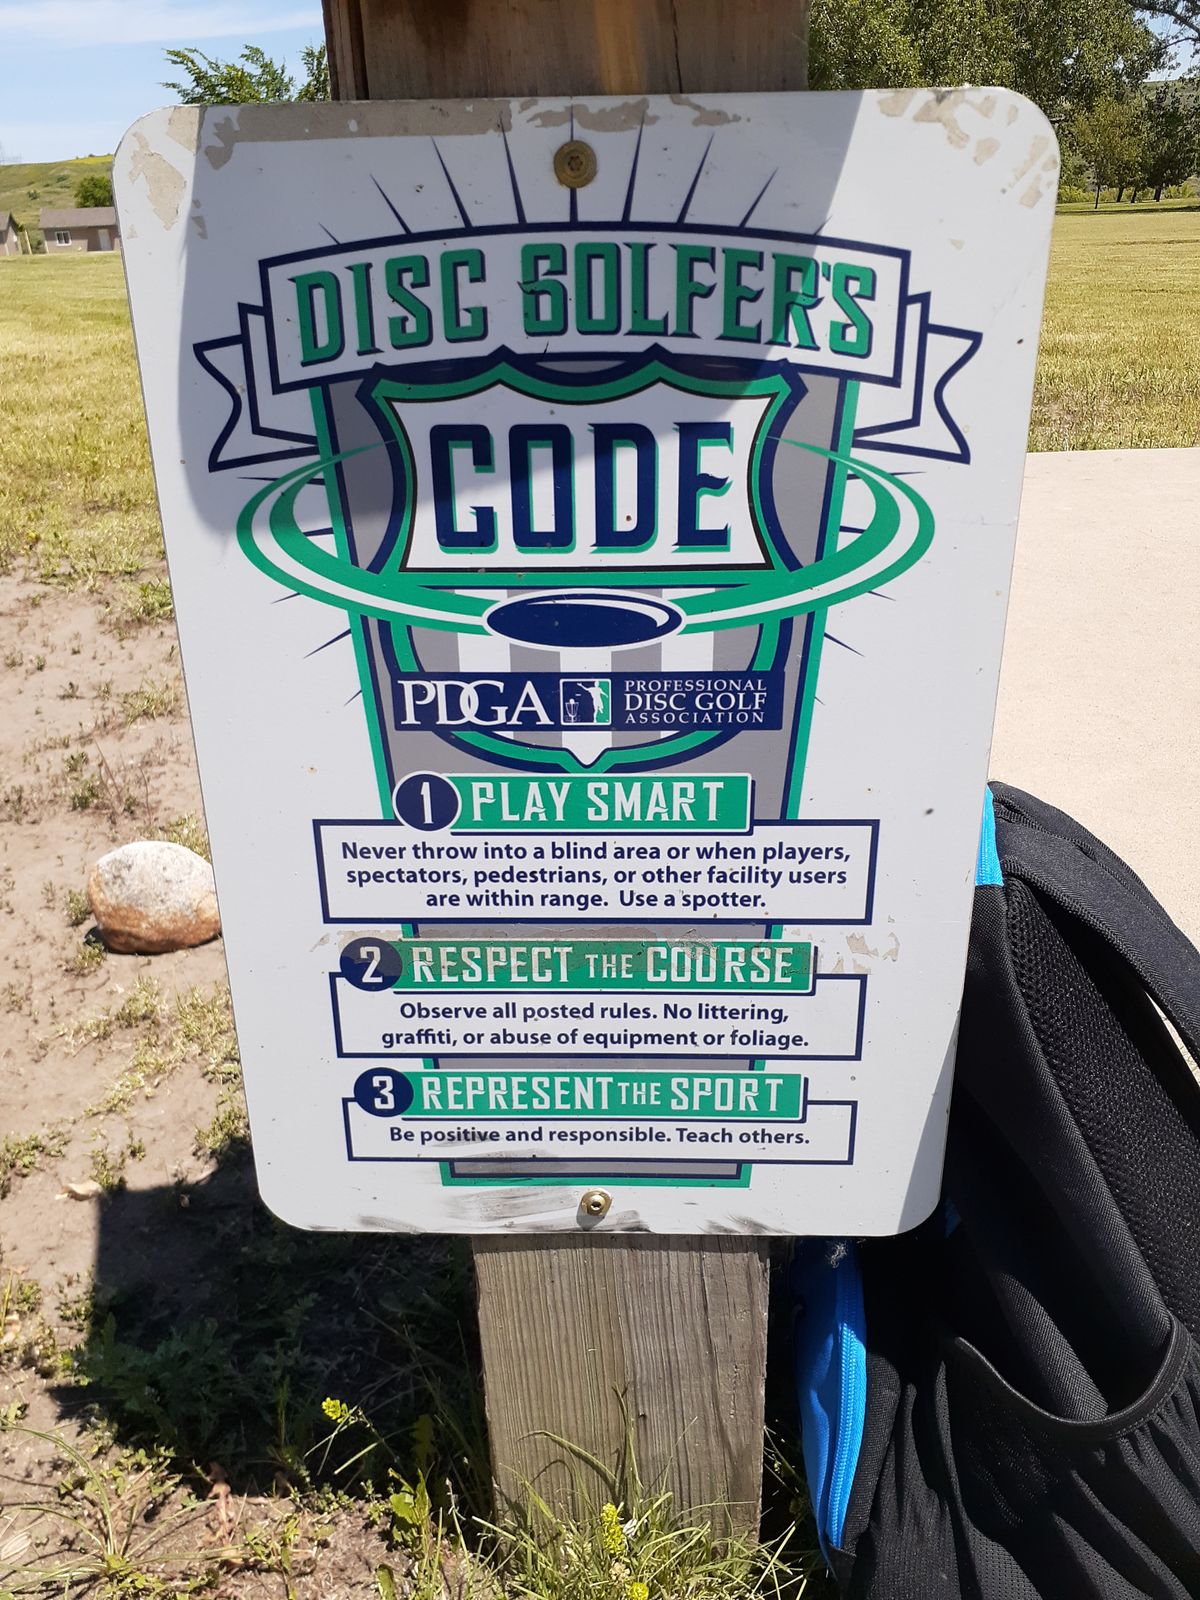 DISC GOLFER'S
CODE
PDGA
PROFESSIONAL
DISC GOLF
ASSOCIATION
1 PLAY SMART
Never throw into a blind area or when players,
spectators, pedestrians, or other facility users
are within range. Use a spotter.
2 RESPECT THE COURSE
Observe all posted rules. No littering,
graffiti, or abuse of equipment or foliage.
3 REPRESENT THE SPORT
Be positive and responsible. Teach others.